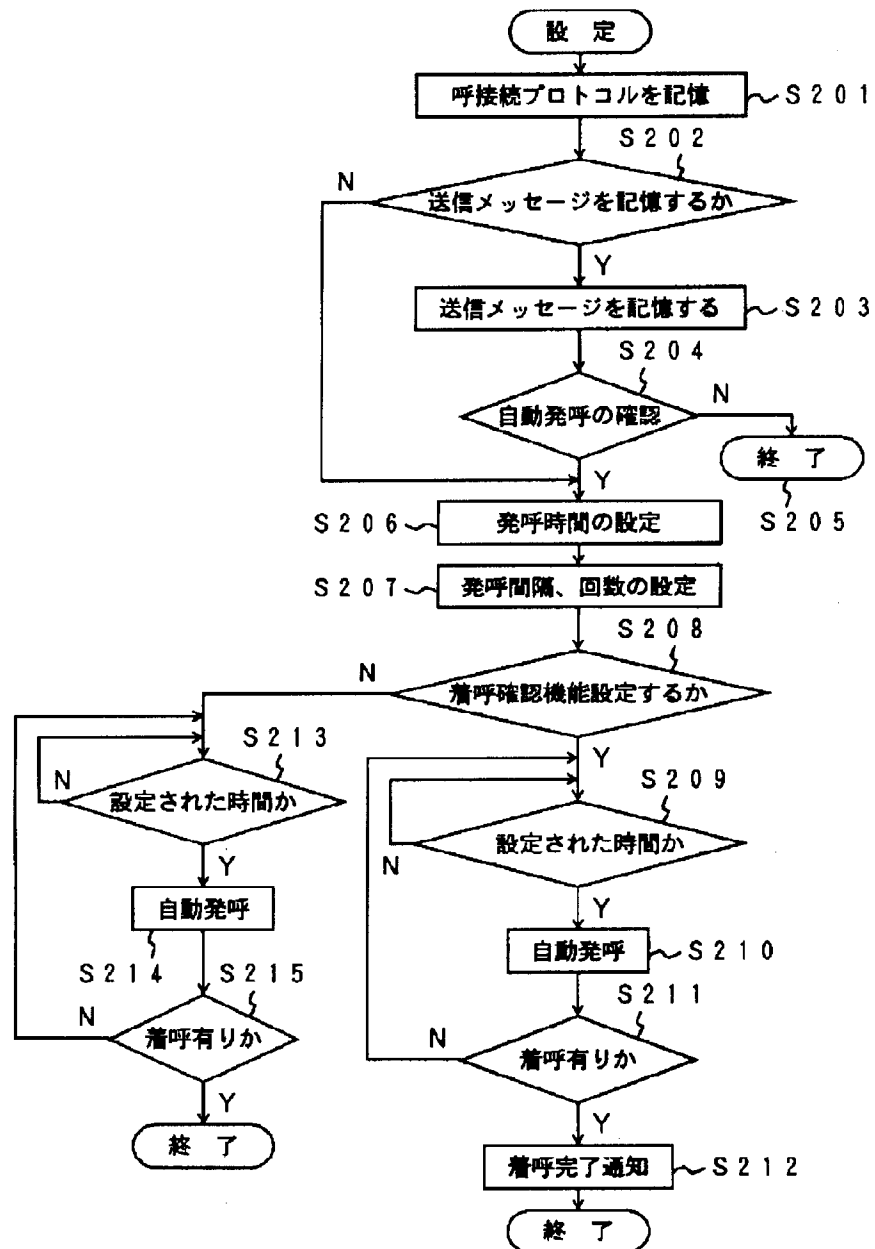 設 定
呼接続プロトコルを記憶
S201
S202
N
送信メッセージを記憶するか
Y
送信メッセージを記憶する
S203
S204
自動発呼の確認
N
終 了
S205
Y
S206
発呼時間の設定
S207
発呼間隔、回数の設定
S208
N
着呼確認機能設定するか
Y
S213
N
設定された時間か
Y
S209
設定された時間か
N
Y
自動発呼
S214
自動発呼
S210
S215
S211
N
着呼有りか
Y
N
着呼有りか
Y
終 了
着呼完了通知
S212
終 了